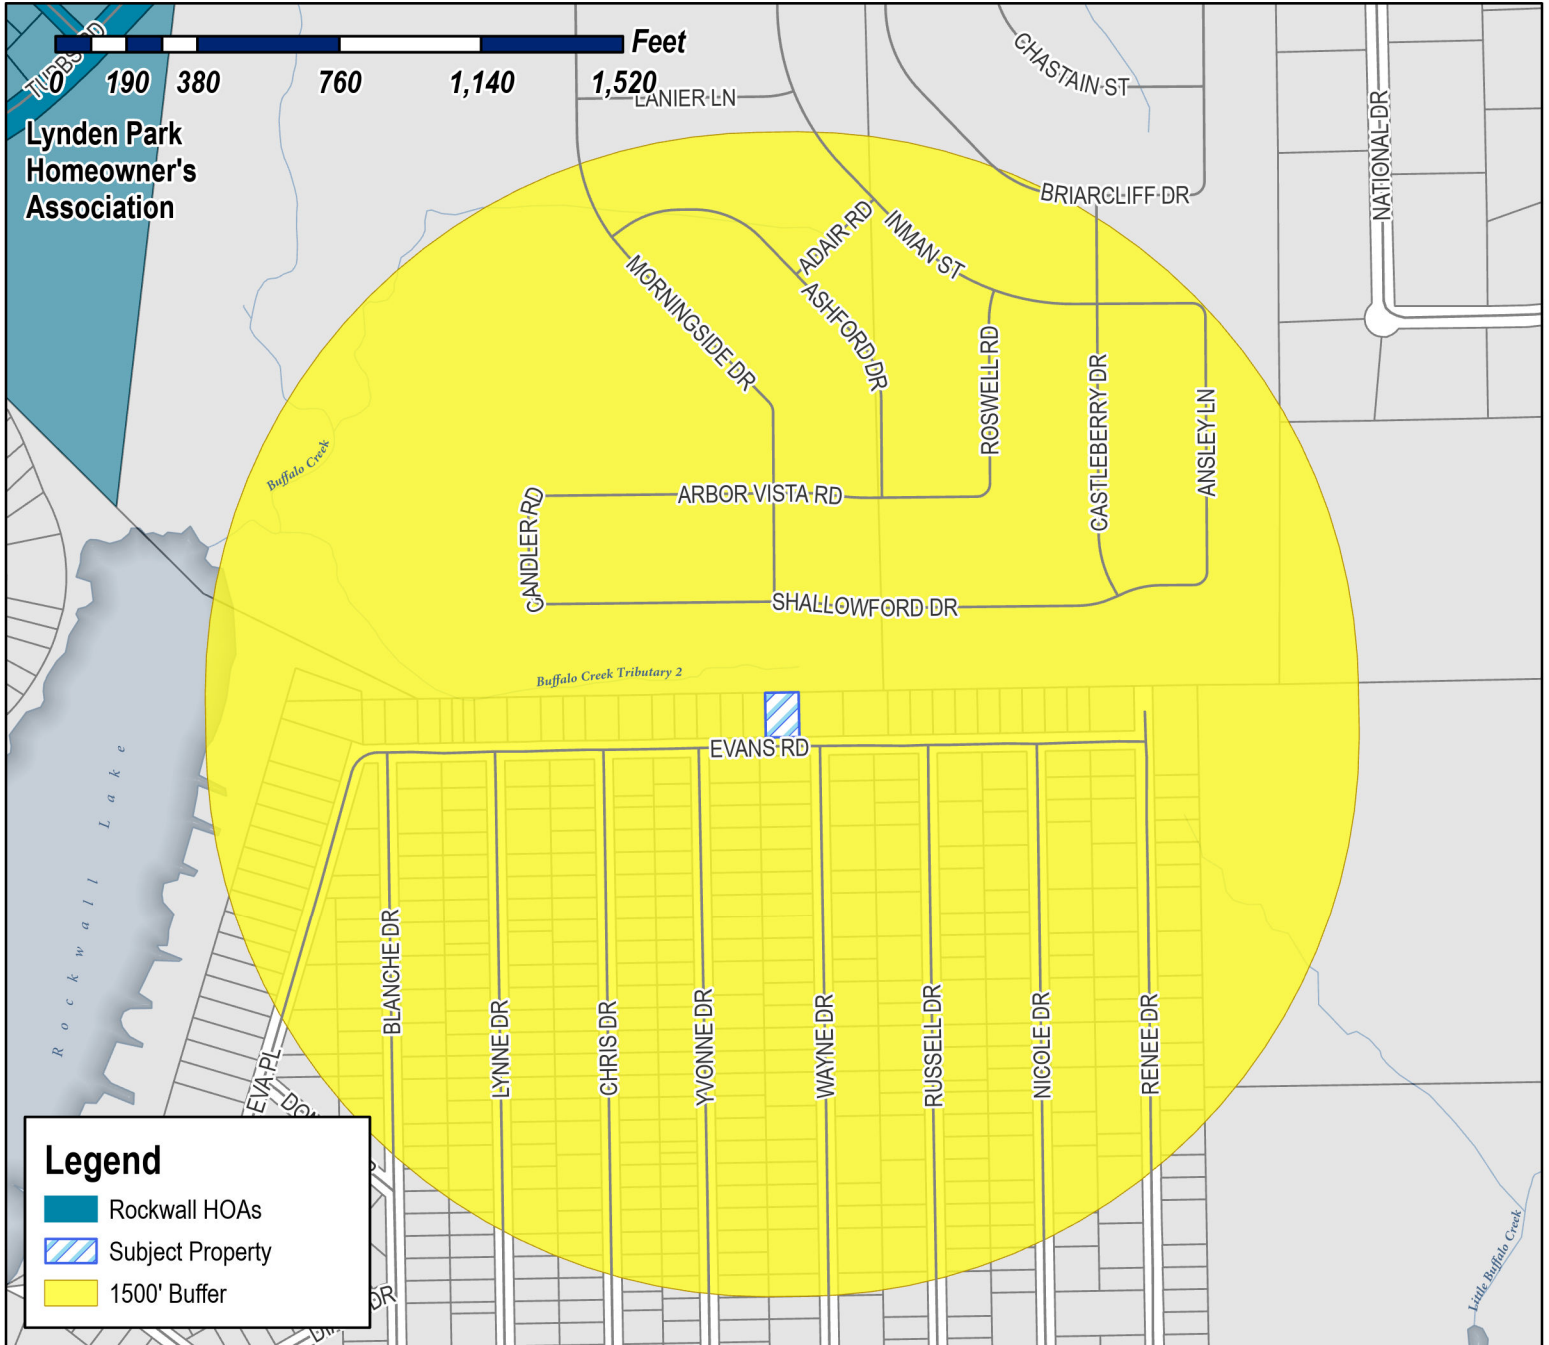 TUBBS RD
Feet
0 190 380 760 1,140 1,520
Lynden Park
Homeowner's
Association
LANIER LN
CHASTAIN ST
NATIONAL DR
BRIARCLIFF DR
ADAIR RD
INMAN ST
MORNINGSIDE DR
ASHFORD DR
ROSWELL RD
CASTLEBERRY DR
ANSLEY LN
Buffalo Creek
CANDLER RD
ARBOR VISTA RD
SHALLOWFORD DR
Buffalo Creek Tributary 2
EVANS RD
Rockwall Lake
BLANCHE DR
LYNNE DR
CHRIS DR
YVONNE DR
WAYNE DR
RUSSELL DR
NICOLE DR
RENEE DR
EVA PL
DR
Little Buffalo Creek
Legend
Rockwall HOAs
Subject Property
1500' Buffer